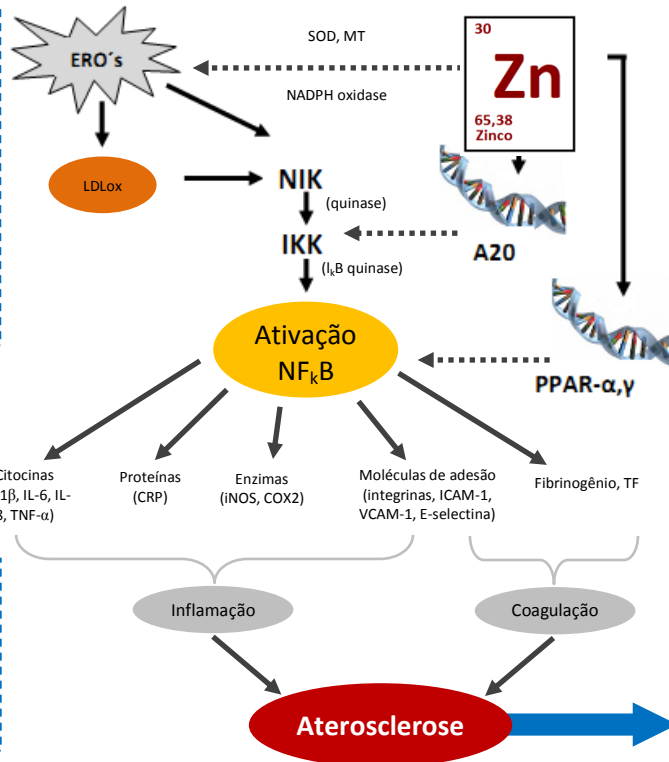 SOD, MT
30
Zn
65,38
Zinco
ERO´s
NADPH oxidase
LDLox
NIK
(quinase)
IKK
(IkB quinase)
A20
Ativação
NFkB
PPAR-α,γ
Citocinas
1β, IL-6, IL-
8, TNF-α)
Proteínas
(CRP)
Enzimas
(iNOS, COX2)
Moléculas de adesão
(integrinas, ICAM-1,
VCAM-1, E-selectina)
Fibrinogênio, TF
Inflamação
Coagulação
Aterosclerose